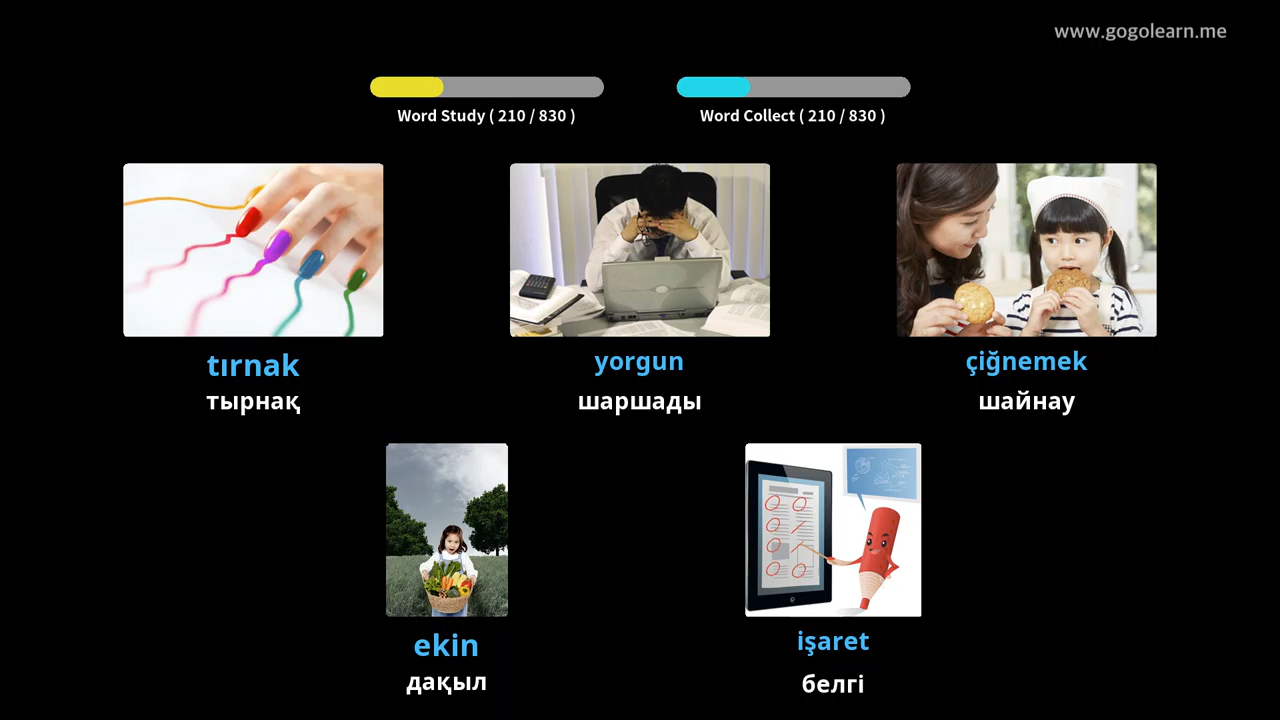 www.gogolearn.me
Word Study ( 210 / 830 )
Word Collect ( 210 / 830 )
tırnak
тырнақ
yorgun
шаршады
çiğnemek
шайнау
ekin
дақыл
işaret
белгі